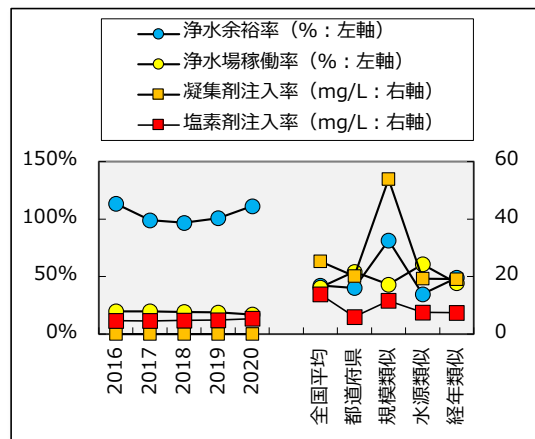 浄水余裕率（%：左軸）
浄水場稼働率（%：左軸）
凝集剤注入率（mg/L：右軸）
塩素剤注入率（mg/L：右軸）
150%
60
100%
40
50%
20
0%
0
2016
2017
2018
2019
2020
全国平均
都道府県
規模類似
水源類似
経年類似